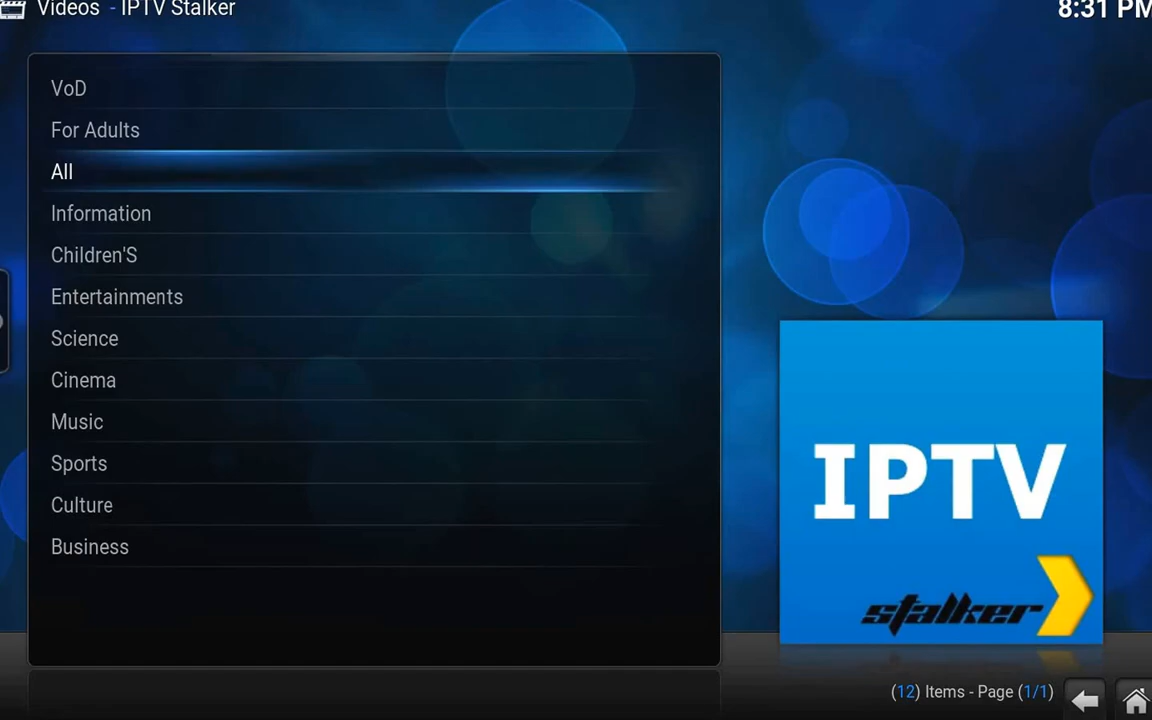 Videos - IPTV Stalker
8:31 PM
VoD
For Adults
All
Information
Children'S
Entertainments
Science
Cinema
Music
Sports
Culture
Business
IPTV
stalker
(12) Items - Page (1/1)